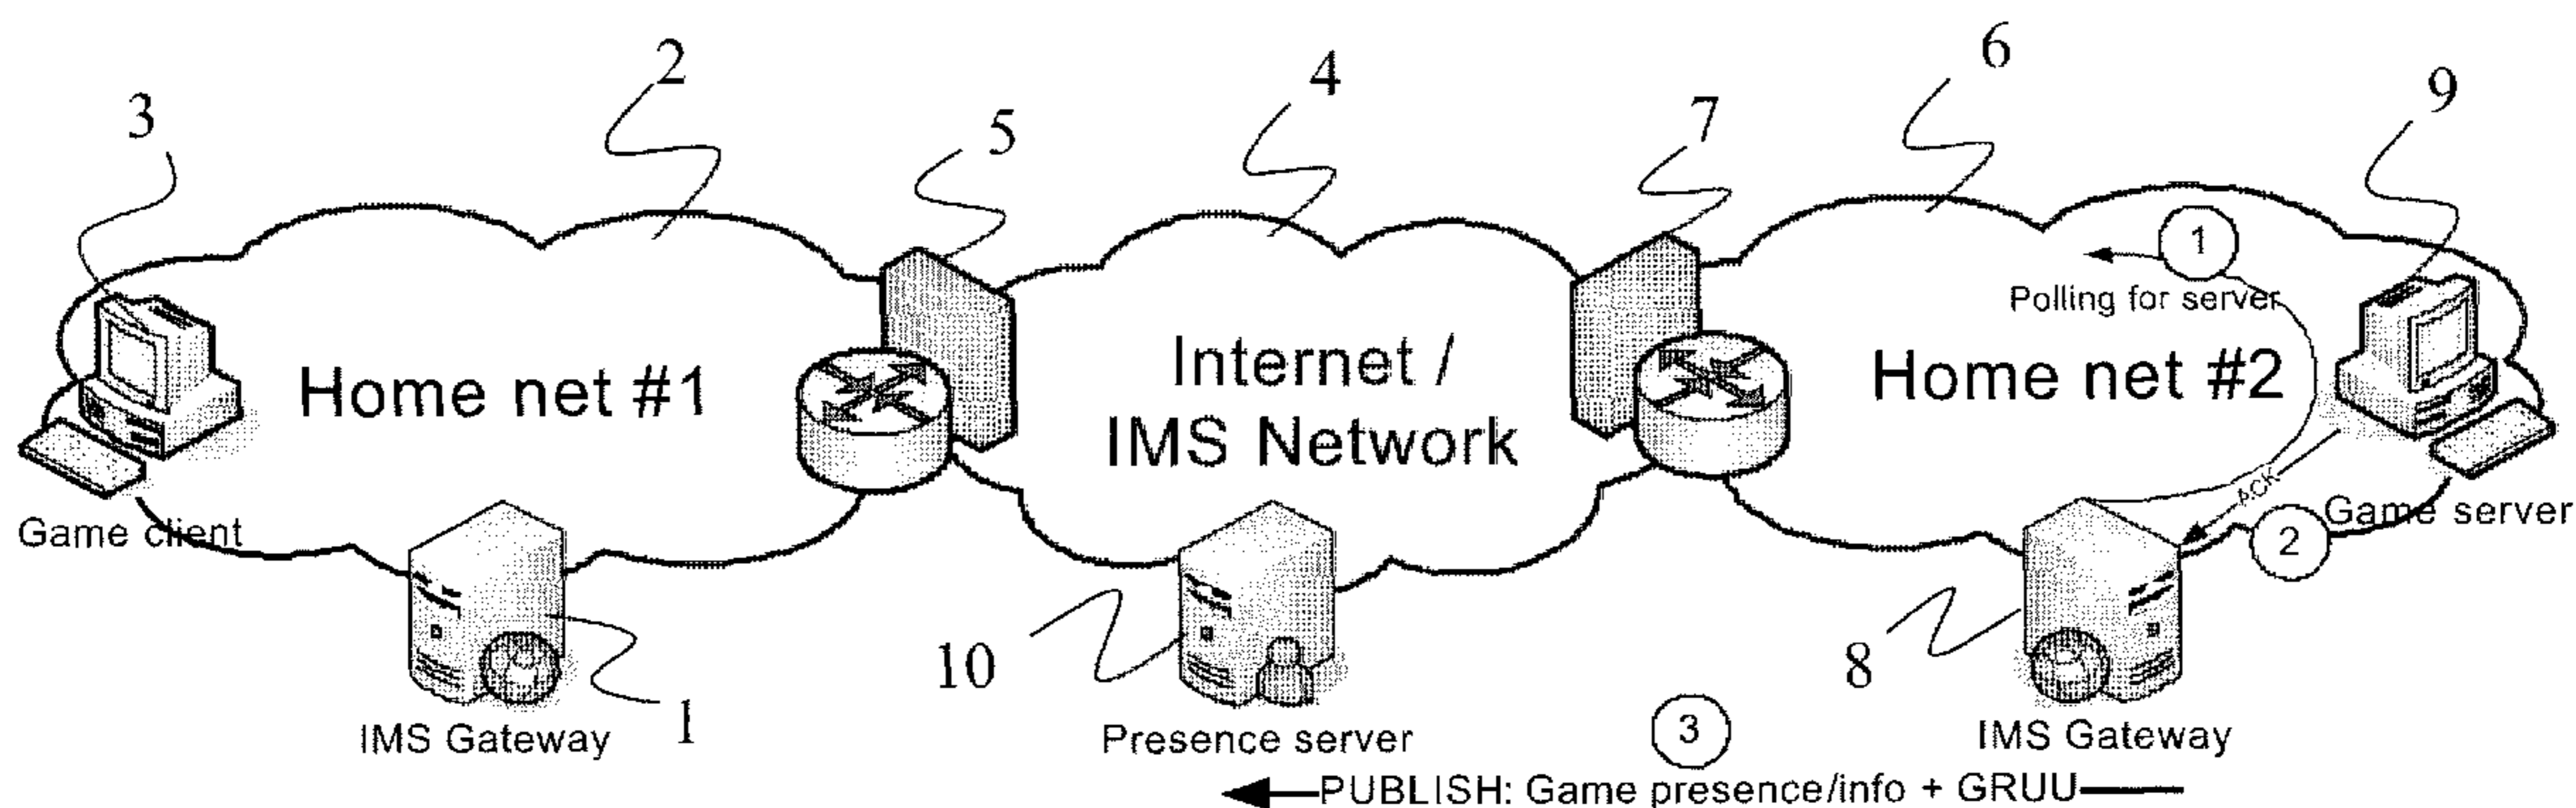 2
4
6
3
5
7
9
1
Polling for server
Home net #1
Internet /
IMS Network
Home net #2
ACK
Game client
Game server
2
10
8
1
IMS Gateway
Presence server
3
IMS Gateway
PUBLISH: Game presence/info + GRUU